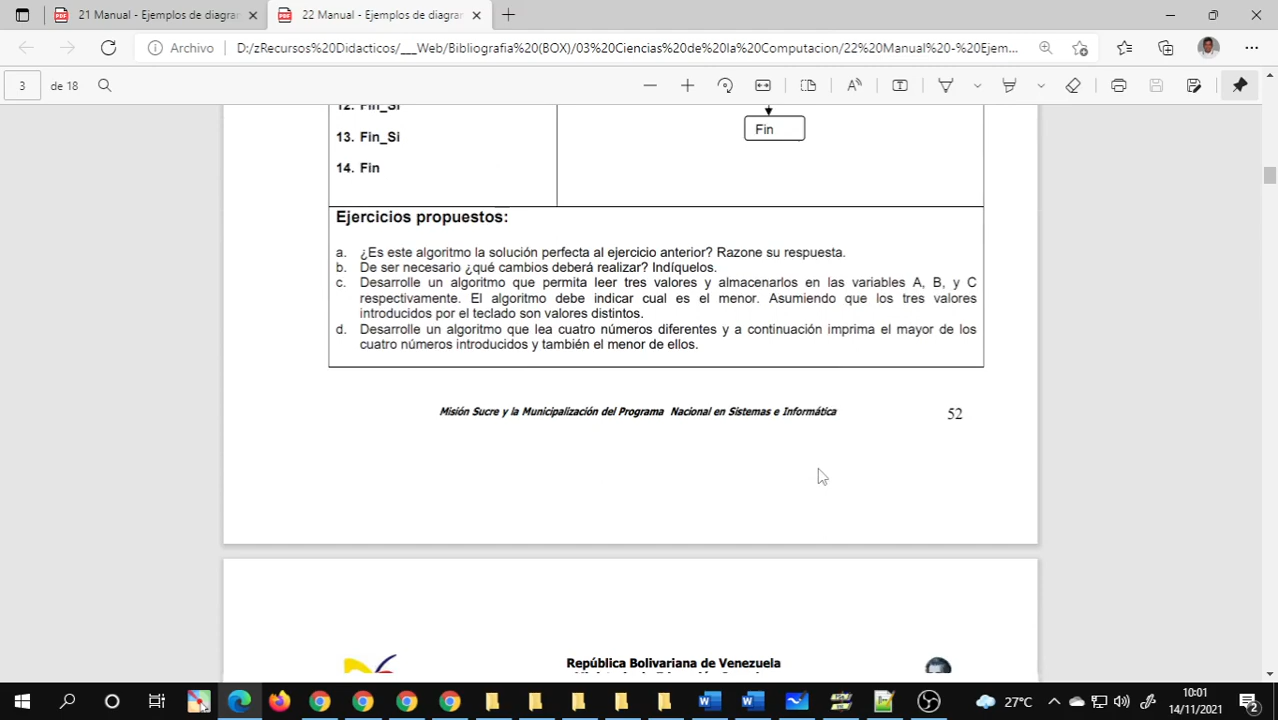 21 Manual - Ejemplos de diagrar
22 Manual - Ejemplos de diagrar
Archivo
D:/zRecursos%20Didacticos/___Web/Bibliografia%20(BOX)/03%20Ciencias%20de%20la%20Computacion/22%20Manual%20-%20Ejem...
3 de 18
12. Fin_Si
13. Fin_Si
14. Fin
Fin
Ejercicios propuestos:
a. ¿Es este algoritmo la solución perfecta al ejercicio anterior? Razone su respuesta.
b. De ser necesario ¿qué cambios deberá realizar? Indíquelos.
c. Desarrolle un algoritmo que permita leer tres valores y almacenarlos en las variables A, B, y C
respectivamente. El algoritmo debe indicar cual es el menor. Asumiendo que los tres valores
introducidos por el teclado son valores distintos.
d. Desarrolle un algoritmo que lea cuatro números diferentes y a continuación imprima el mayor de los
cuatro números introducidos y también el menor de ellos.
Misión Sucre y la Municipalización del Programa Nacional en Sistemas e Informática
52
República Bolivariana de Venezuela
27°C
10:01
14/11/2021
2